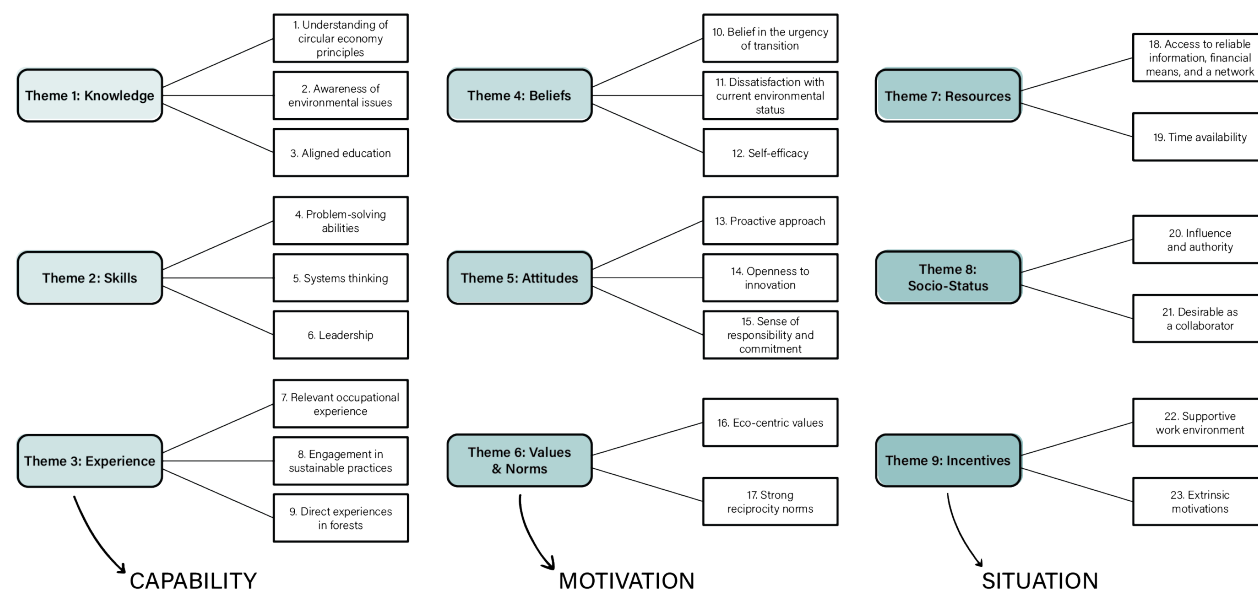 Theme 1: Knowledge
1. Understanding of
circular economy
principles
2. Awareness of
environmental issues
3. Aligned education
Theme 2: Skills
4. Problem-solving
abilities
5. Systems thinking
6. Leadership
Theme 3: Experience
7. Relevant occupational
experience
8. Engagement in
sustainable practices
9. Direct experiences
in forests
CAPABILITY
Theme 4: Beliefs
10. Belief in the urgency
of transition
11. Dissatisfaction with
current environmental
status
12. Self-efficacy
Theme 5: Attitudes
13. Proactive approach
14. Openness to
innovation
15. Sense of
responsibility and
commitment
Theme 6: Values
& Norms
16. Eco-centric values
17. Strong
reciprocity norms
MOTIVATION
Theme 7: Resources
18. Access to reliable
information, financial
means, and a network
19. Time availability
Theme 8:
Socio-Status
20. Influence
and authority
21. Desirable as
a collaborator
Theme 9: Incentives
22. Supportive
work environment
23. Extrinsic
motivations
SITUATION